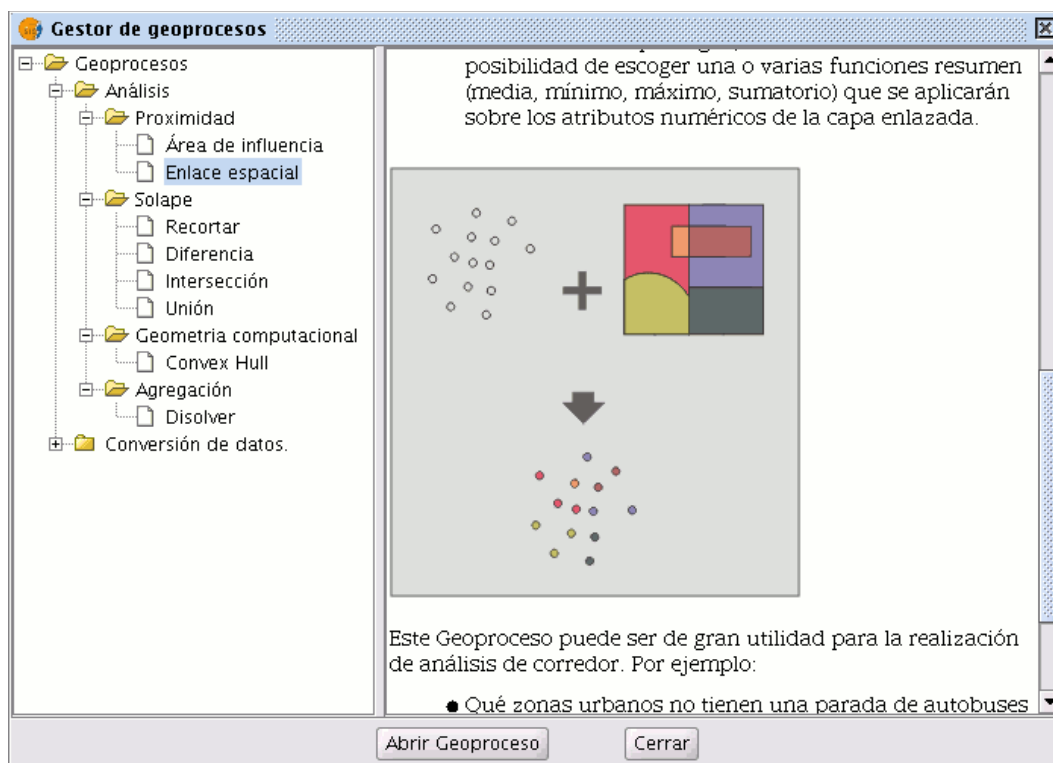 Gestor de geoprocesos
Geoprocesos
Análisis
Proximidad
Área de influencia
Enlace espacial
Solape
Recortar
Diferencia
Intersección
Unión
Geometria computacional
Convex Hull
Agregación
Disolver
Conversión de datos.
posibilidad de escoger una o varias funciones resumen
(media, mínimo, máximo, sumatorio) que se aplicarán
sobre los atributos numéricos de la capa enlazada.
Este Geoproceso puede ser de gran utilidad para la realización
de análisis de corredor. Por ejemplo:
● Qué zonas urbanos no tienen una parada de autobuses
Abrir Geoproceso
Cerrar